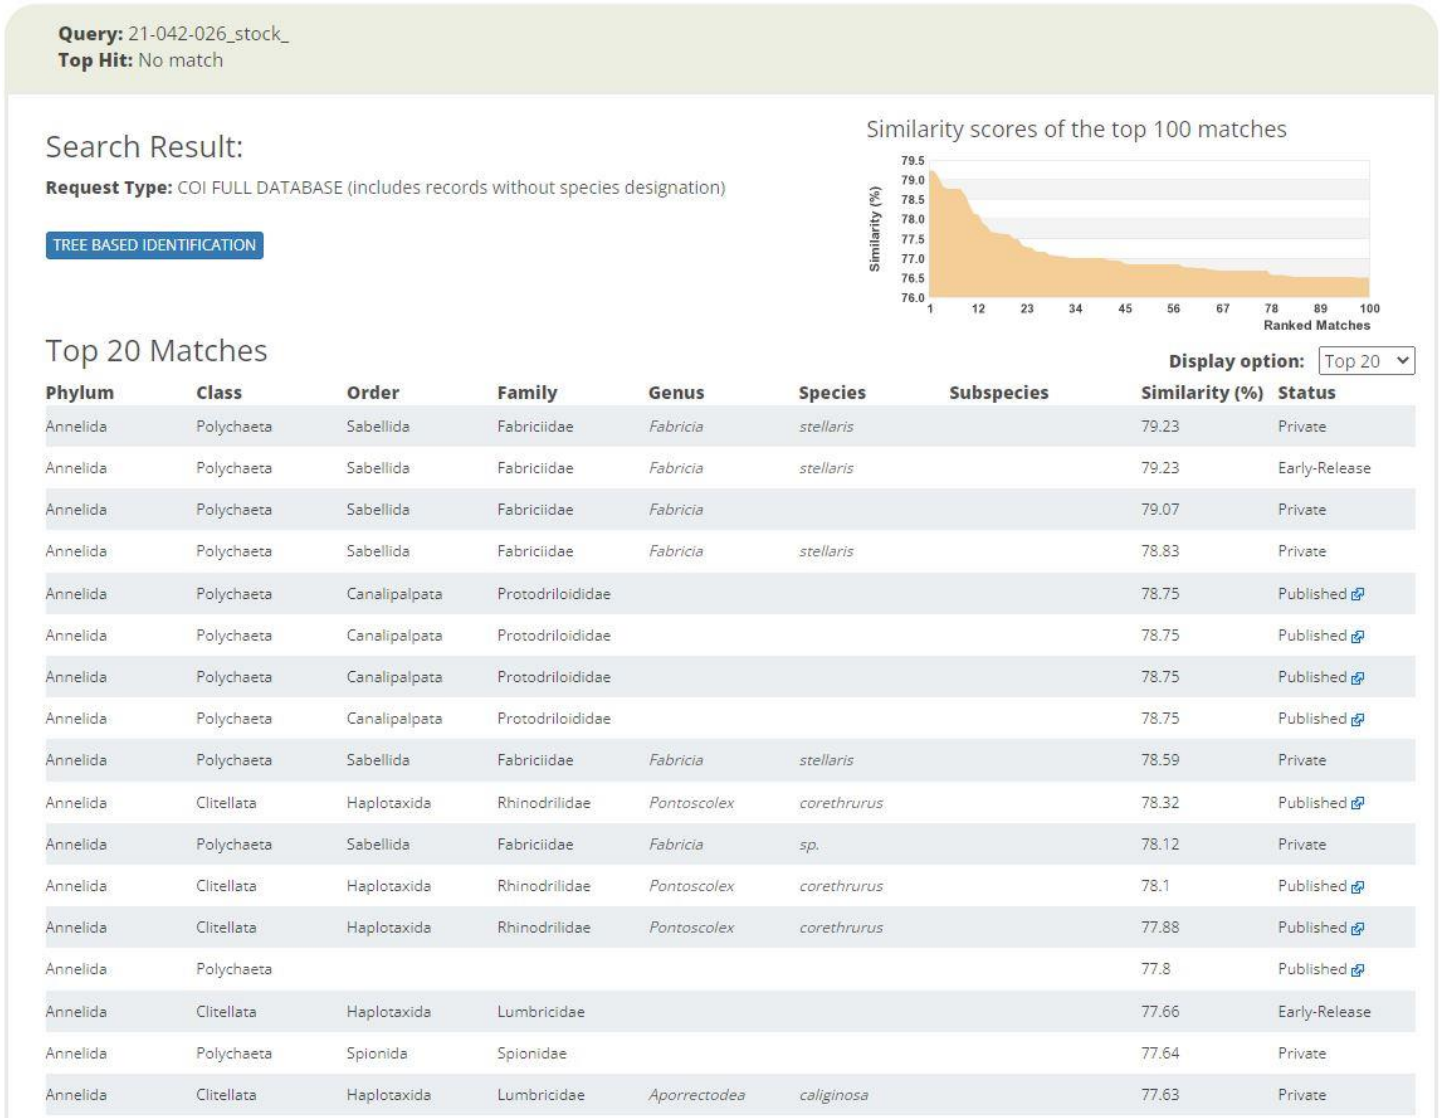 Query: 21-042-026_stock_
Top Hit: No match
Search Result:
Request Type: COI FULL DATABASE (includes records without species designation)
TREE BASED IDENTIFICATION
Similarity scores of the top 100 matches
79.5
79.0
78.5
78.0
77.5
77.0
76.5
76.0
Similarity (%)
1 12 23 34 45 56 67 78 89 100
Ranked Matches
Top 20 Matches
Display option: Top 20
Phylum Class Order Family Genus Species Subspecies Similarity (%) Status
Annelida Polychaeta Sabellida Fabriciidae Fabricia stellaris 79.23 Private
Annelida Polychaeta Sabellida Fabriciidae Fabricia stellaris 79.23 Early-Release
Annelida Polychaeta Sabellida Fabriciidae Fabricia 79.07 Private
Annelida Polychaeta Sabellida Fabriciidae Fabricia stellaris 78.83 Private
Annelida Polychaeta Canalipalpata Protodriloididae 78.75 Published
Annelida Polychaeta Canalipalpata Protodriloididae 78.75 Published
Annelida Polychaeta Canalipalpata Protodriloididae 78.75 Published
Annelida Polychaeta Canalipalpata Protodriloididae 78.75 Published
Annelida Polychaeta Sabellida Fabriciidae Fabricia stellaris 78.59 Private
Annelida Clitellata Haplotaxida Rhinodrilidae Pontoscolex corethrurus 78.32 Published
Annelida Polychaeta Sabellida Fabriciidae Fabricia sp. 78.12 Private
Annelida Clitellata Haplotaxida Rhinodrilidae Pontoscolex corethrurus 78.1 Published
Annelida Clitellata Haplotaxida Rhinodrilidae Pontoscolex corethrurus 77.88 Published
Annelida Polychaeta 77.8 Published
Annelida Clitellata Haplotaxida Lumbricidae 77.66 Early-Release
Annelida Polychaeta Spionida Spionidae 77.64 Private
Annelida Clitellata Haplotaxida Lumbricidae Aporrectodea caliginosa 77.63 Private